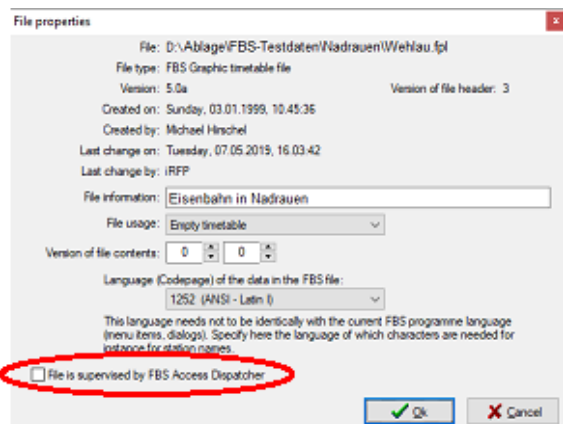 File properties
File: D:\Ablage\FBS-Testdaten\Nadrauen\Wehlau.fpl
File type: FBS Graphic timetable file
Version: 5.0a Version of file header: 3
Created on: Sunday, 03.01.1999, 10.45:36
Created by: Michael Hirschel
Last change on: Tuesday, 07.05.2019, 16.03:42
Last change by: iRFP
File information: Eisenbahn in Nadrauen
File usage: Empty timetable
Version of file contents: 0 0
Language (Codepage) of the data in the FBS file:
1252 (ANSI - Latin I)
This language needs not to be identically with the current FBS programme language
(menu items, dialogs). Specify here the language of which characters are needed for
instance for station names.
File is supervised by FBS Access Dispatcher
Ok Cancel